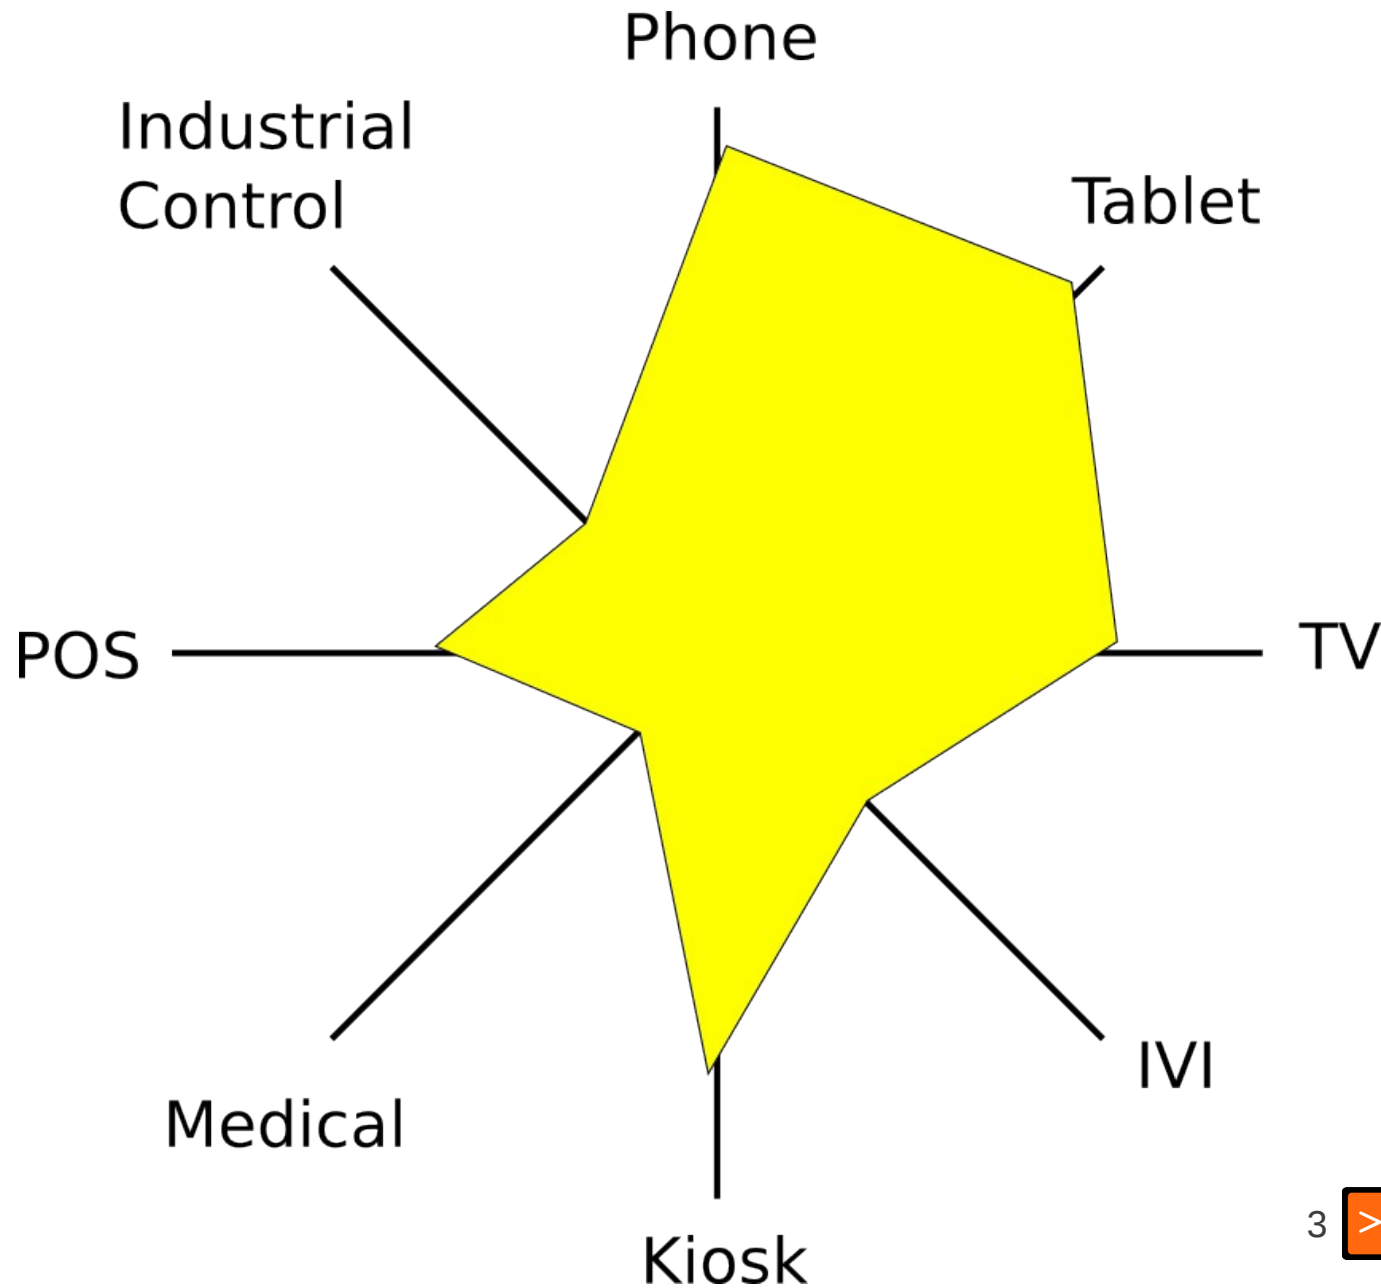 Phone
Industrial
Control
Tablet
POS
TV
IVI
Medical
Kiosk
3
>